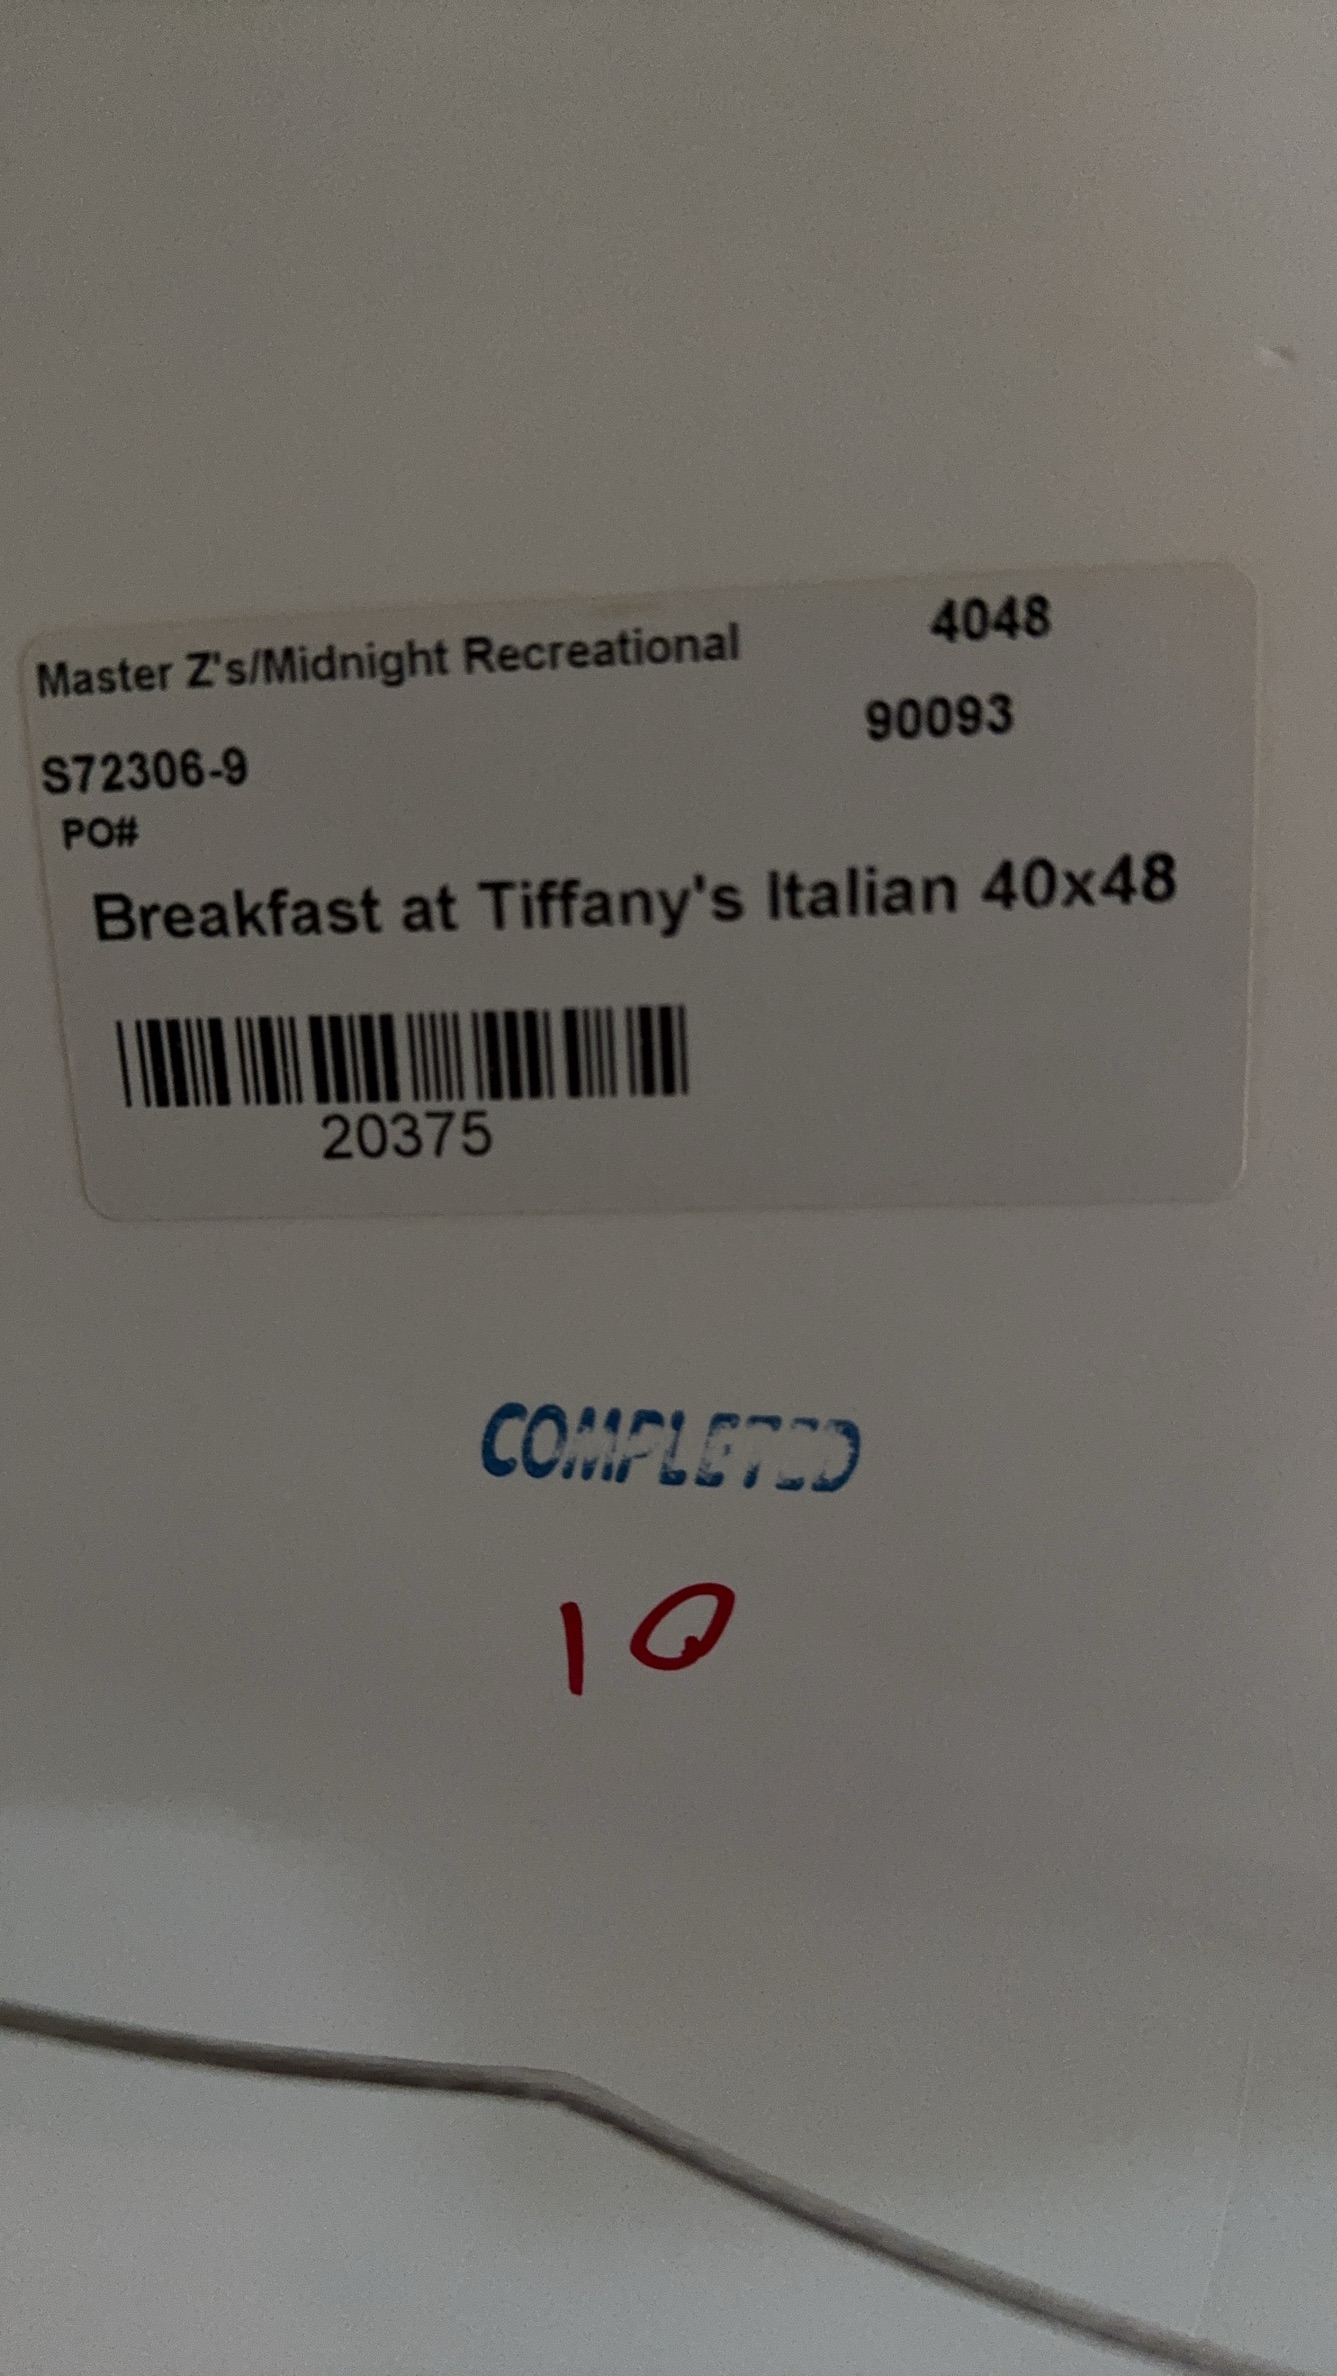 Master Z's/Midnight Recreational 4048
S72306-9 90093
PO#
Breakfast at Tiffany's Italian 40x48
20375
COMPLETED
10